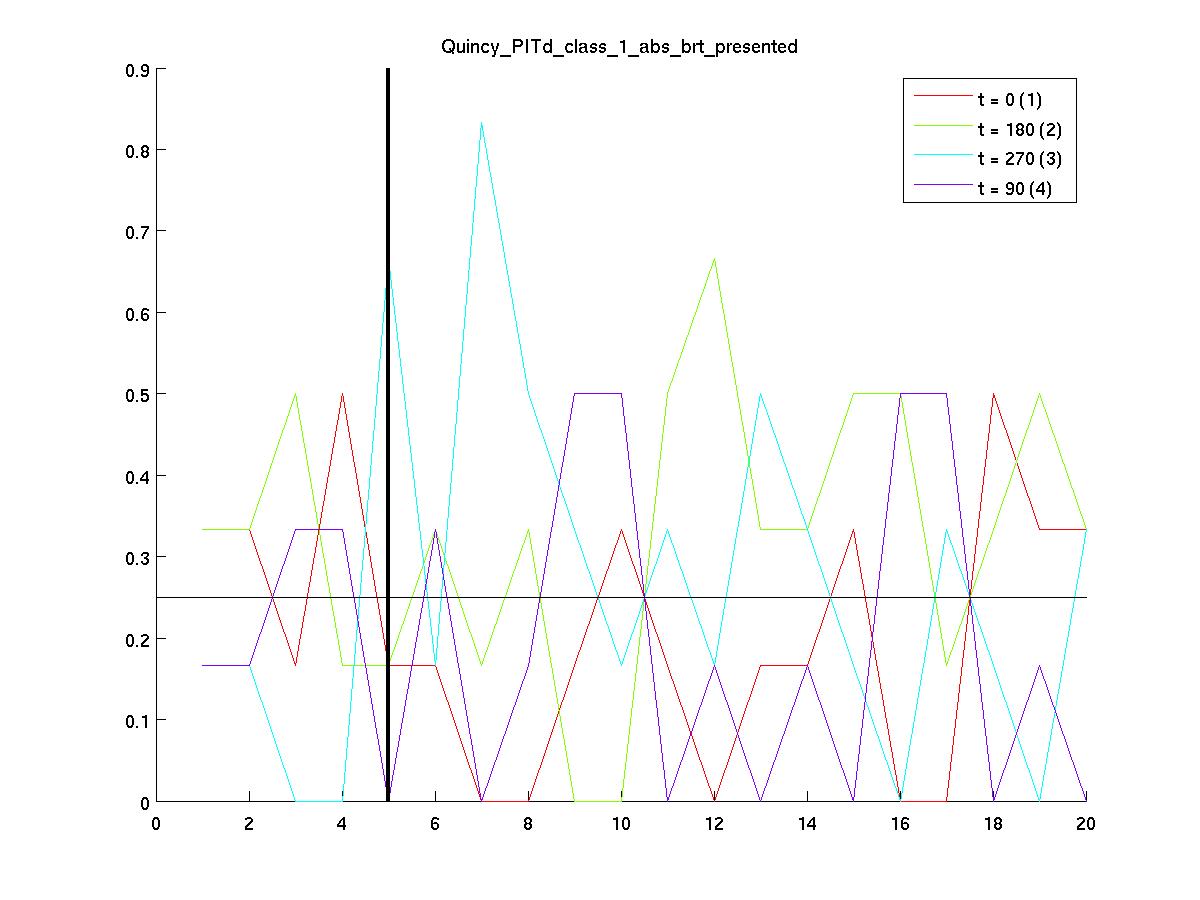 Quincy_PITd_class_1_abs_brt_presented
t = 0 (1)
t = 180 (2)
t = 270 (3)
t = 90 (4)
0.9
0.8
0.7
0.6
0.5
0.4
0.3
0.2
0.1
0
0 2 4 6 8 10 12 14 16 18 20